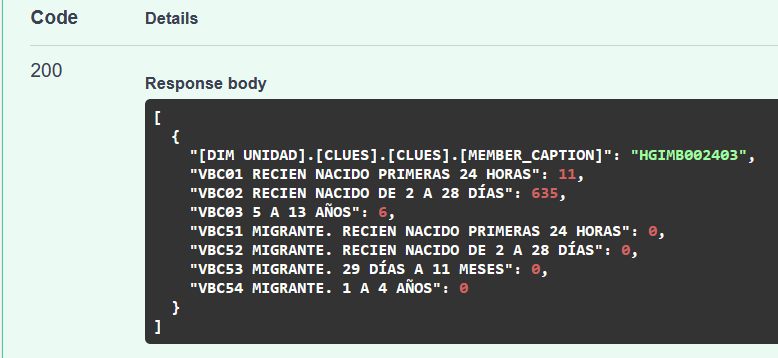 Code Details
200
Response body
[
{
"[DIM UNIDAD].[CLUES].[CLUES].[MEMBER_CAPTION]": "HGIMB002403",
"VBC01 RECIEN NACIDO PRIMERAS 24 HORAS": 11,
"VBC02 RECIEN NACIDO DE 2 A 28 DÍAS": 635,
"VBC03 5 A 13 AÑOS": 6,
"VBC51 MIGRANTE. RECIEN NACIDO PRIMERAS 24 HORAS": 0,
"VBC52 MIGRANTE. RECIEN NACIDO DE 2 A 28 DÍAS": 0,
"VBC53 MIGRANTE. 29 DÍAS A 11 MESES": 0,
"VBC54 MIGRANTE. 1 A 4 AÑOS": 0
}
]